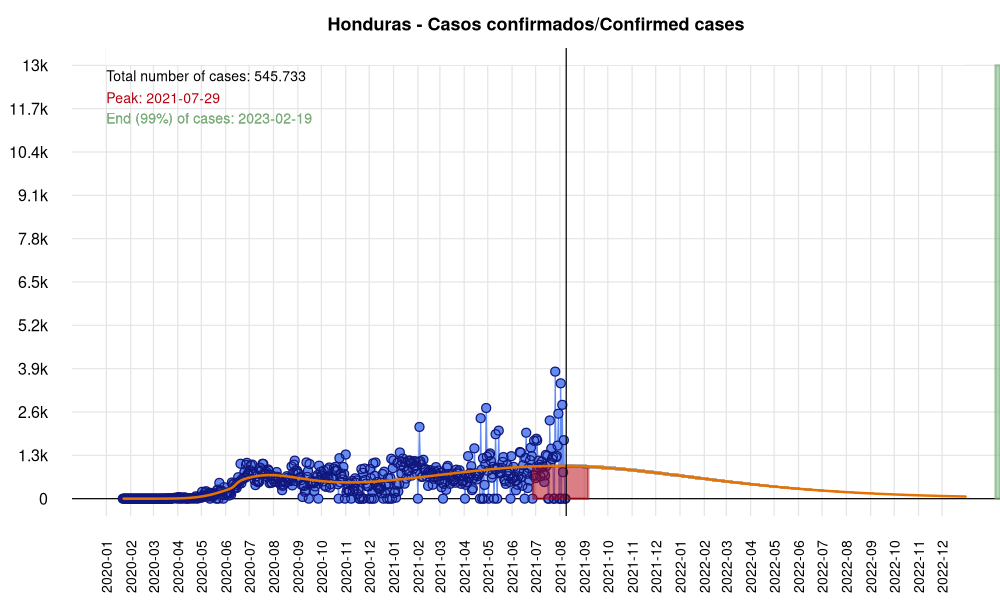 Honduras - Casos confirmados/Confirmed cases
Total number of cases: 545.733
Peak: 2021-07-29
End (99%) of cases: 2023-02-19
13k
11.7k
10.4k
9.1k
7.8k
6.5k
5.2k
3.9k
2.6k
1.3k
0
2020-01
2020-02
2020-03
2020-04
2020-05
2020-06
2020-07
2020-08
2020-09
2020-10
2020-11
2020-12
2021-01
2021-02
2021-03
2021-04
2021-05
2021-06
2021-07
2021-08
2021-09
2021-10
2021-11
2021-12
2022-01
2022-02
2022-03
2022-04
2022-05
2022-06
2022-07
2022-08
2022-09
2022-10
2022-11
2022-12